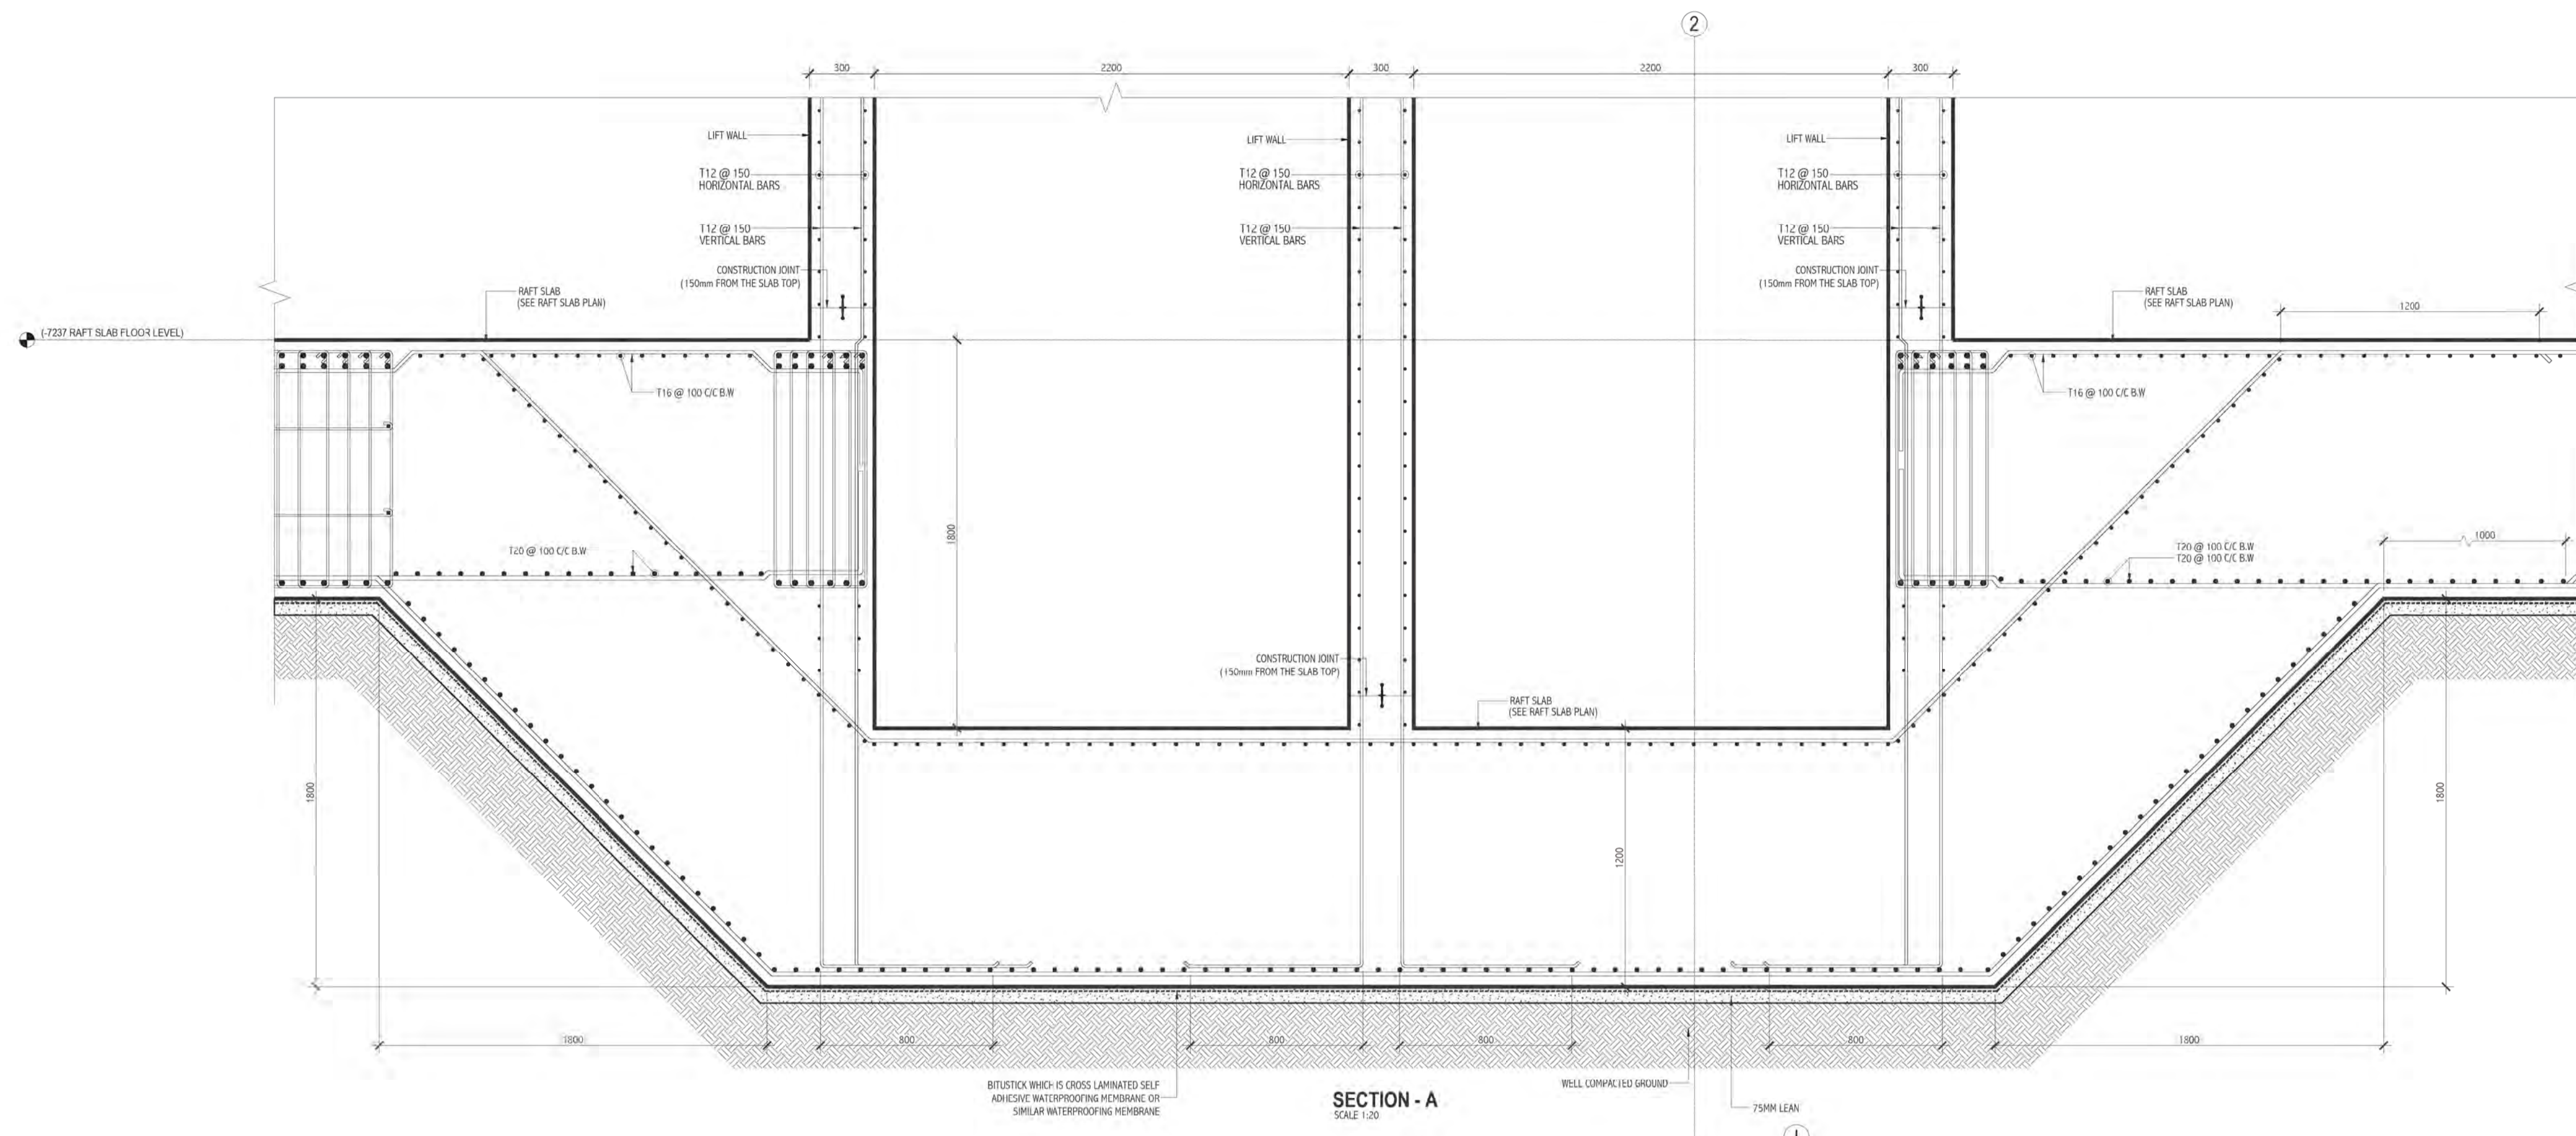 2
300
2200
300
2200
300
LIFT WALL
LIFT WALL
LIFT WALL
T12 @ 150
HORIZONTAL BARS
T12 @ 150
HORIZONTAL BARS
T12 @ 150
HORIZONTAL BARS
T12 @ 150
VERTICAL BARS
T12 @ 150
VERTICAL BARS
T12 @ 150
VERTICAL BARS
CONSTRUCTION JOINT
(150mm FROM THE SLAB TOP)
CONSTRUCTION JOINT
(150mm FROM THE SLAB TOP)
RAFT SLAB
(SEE RAFT SLAB PLAN)
RAFT SLAB
(SEE RAFT SLAB PLAN)
1200
(-7237 RAFT SLAB FLOOR LEVEL)
T16 @ 100 C/C B.W
T16 @ 100 C/C B.W
1800
T20 @ 100 C/C B.W
T20 @ 100 C/C B.W
T20 @ 100 C/C B.W
1000
CONSTRUCTION JOINT
(150mm FROM THE SLAB TOP)
RAFT SLAB
(SEE RAFT SLAB PLAN)
1800
1200
1800
1800
800
800
800
800
1800
BITUSTICK WHICH IS CROSS LAMINATED SELF
ADHESIVE WATERPROOFING MEMBRANE OR
SIMILAR WATERPROOFING MEMBRANE
WELL COMPACTED GROUND
75MM LEAN
SECTION - A
SCALE 1:20